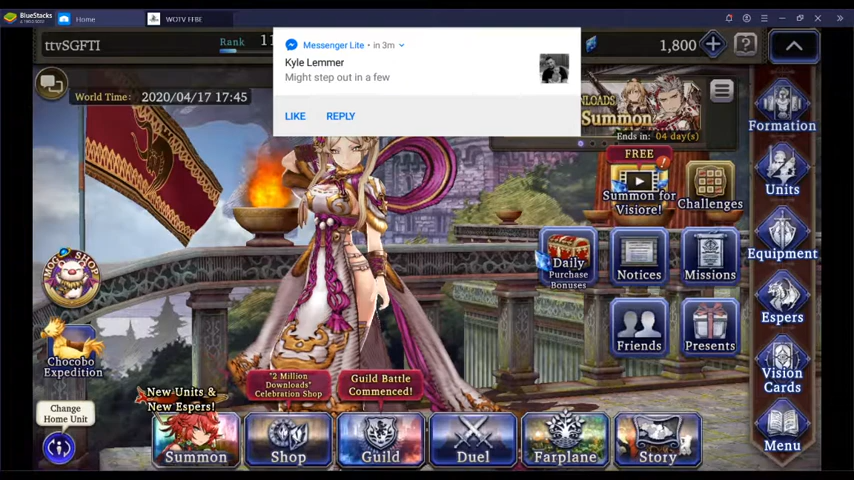 BlueStacks
Home
WOTV FFBE
ttvSGFTI
Rank
Messenger Lite • in 3m
Kyle Lemmer
Might step out in a few
LIKE REPLY
1,800
?
World Time: 2020/04/17 17:45
Summon
Ends in: 04 day(s)
FREE
Summon for
Visiore!
Challenges
Formation
Units
Equipment
Espers
Vision
Cards
Menu
MOG SHOP
Daily
Purchase
Bonuses
Notices
Missions
Friends
Presents
Chocobo
Expedition
Change
Home Unit
New Units &
New Espers!
"2 Million
Downloads"
Celebration Shop
Guild Battle
Commenced!
Summon
Shop
Guild
Duel
Farplane
Story